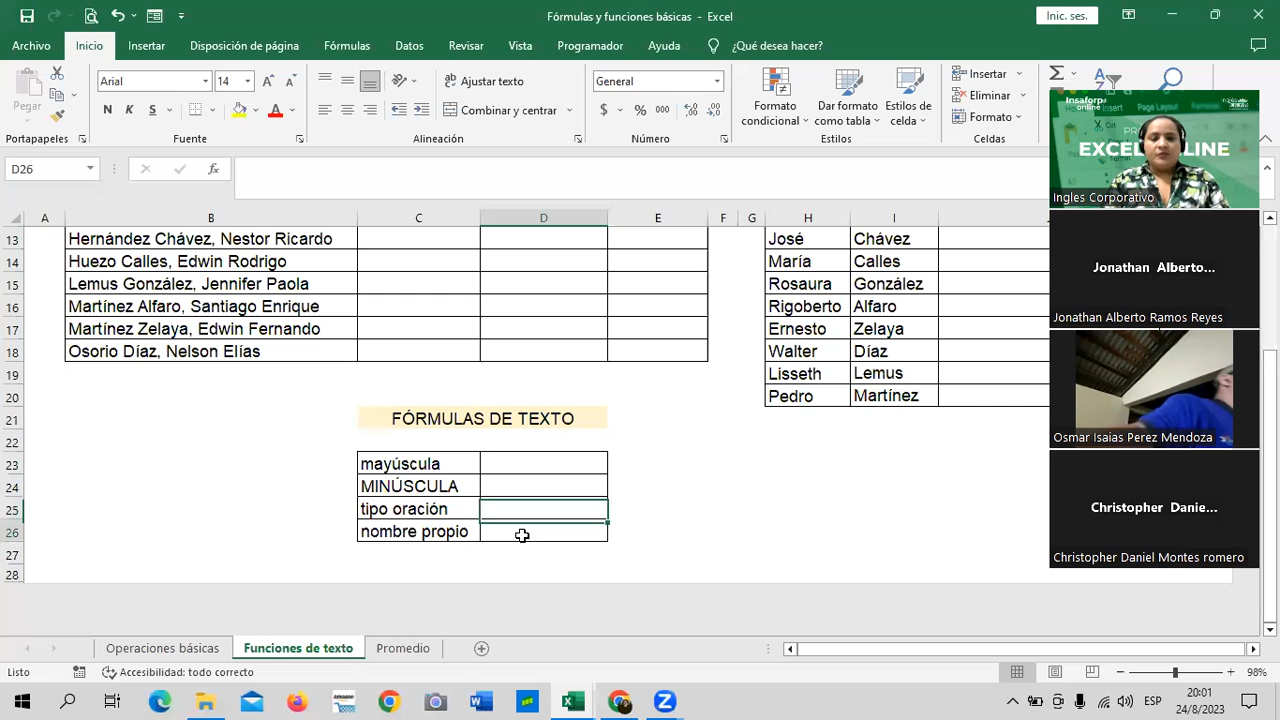 Fórmulas y funciones básicas - Excel
Inic. ses.
Archivo Inicio Insertar Disposición de página Fórmulas Datos Revisar Vista Programador Ayuda ¿Qué desea hacer?
Pegar
Arial 14
N K S
Ajustar texto
Combinar y centrar
General
$ % 000
Formato condicional
Dar formato como tabla
Estilos de celda
Insertar
Eliminar
Formato
Portapapeles Fuente Alineación Número Estilos Celdas
D26
fx
A B C D E F G H I
13 Hernández Chávez, Nestor Ricardo José Chávez
14 Huezo Calles, Edwin Rodrigo María Calles
15 Lemus González, Jennifer Paola Rosaura González
16 Martínez Alfaro, Santiago Enrique Rigoberto Alfaro
17 Martínez Zelaya, Edwin Fernando Ernesto Zelaya
18 Osorio Díaz, Nelson Elías Walter Díaz
19 Lisseth Lemus
20 Pedro Martínez
21 FÓRMULAS DE TEXTO
22
23 mayúscula
24 MINÚSCULA
25 tipo oración
26 nombre propio
27
28
Insaforp online
EXCEL LINE
Ingles Corporativo
Jonathan Alberto...
Jonathan Alberto Ramos Reyes
Osmar Isaias Perez Mendoza
Christopher Danie...
Christopher Daniel Montes romero
Operaciones básicas Funciones de texto Promedio
Listo Accesibilidad: todo correcto 98%
ESP 20:01
24/8/2023